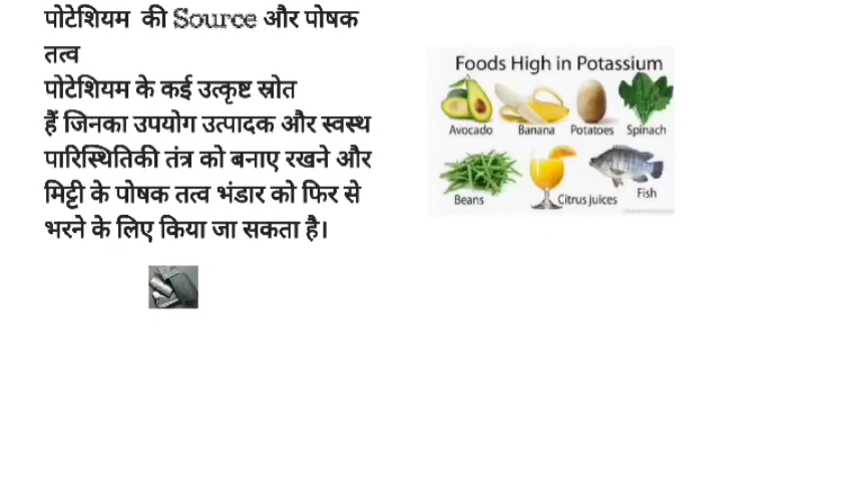 पोटेशियम की Source और पोषक
तत्व
पोटेशियम के कई उत्कृष्ट स्रोत
हैं जिनका उपयोग उत्पादक और स्वस्थ
पारिस्थितिकी तंत्र को बनाए रखने और
मिट्टी के पोषक तत्व भंडार को फिर से
भरने के लिए किया जा सकता है।
Foods High in Potassium
Avocado Banana Potatoes Spinach
Beans Citrus juices Fish